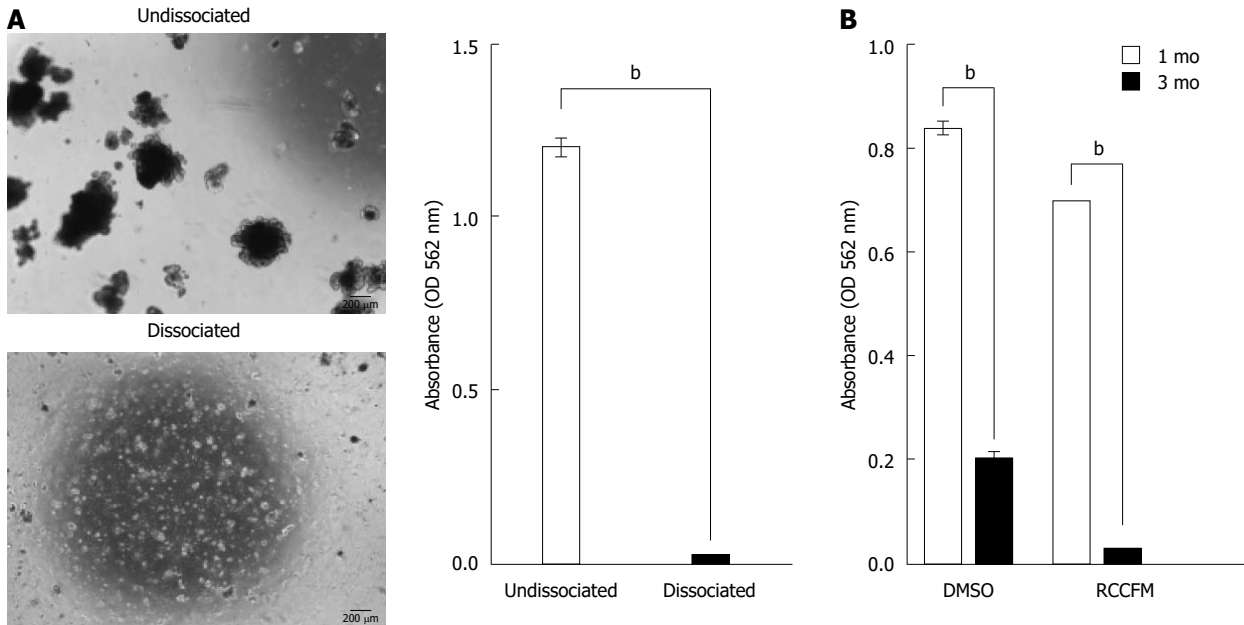 A
Undissociated
200 μm
Dissociated
200 μm
Absorbance (OD 562 nm)
1.5
1.0
0.5
0.0
b
Undissociated
Dissociated
B
Absorbance (OD 562 nm)
1.0
0.8
0.6
0.4
0.2
0.0
b
b
1 mo
3 mo
DMSO
RCCFM